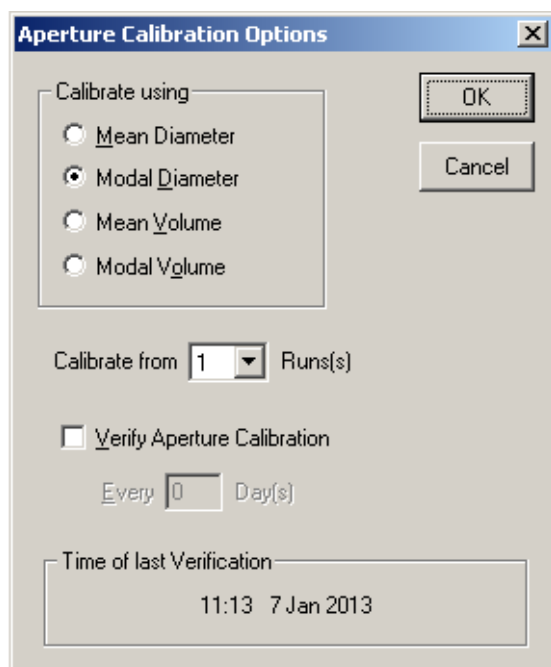 Aperture Calibration Options
Calibrate using
Mean Diameter
Modal Diameter
Mean Volume
Modal Volume
OK
Cancel
Calibrate from 1 Runs(s)
Verify Aperture Calibration
Every 0 Day(s)
Time of last Verification
11:13 7 Jan 2013